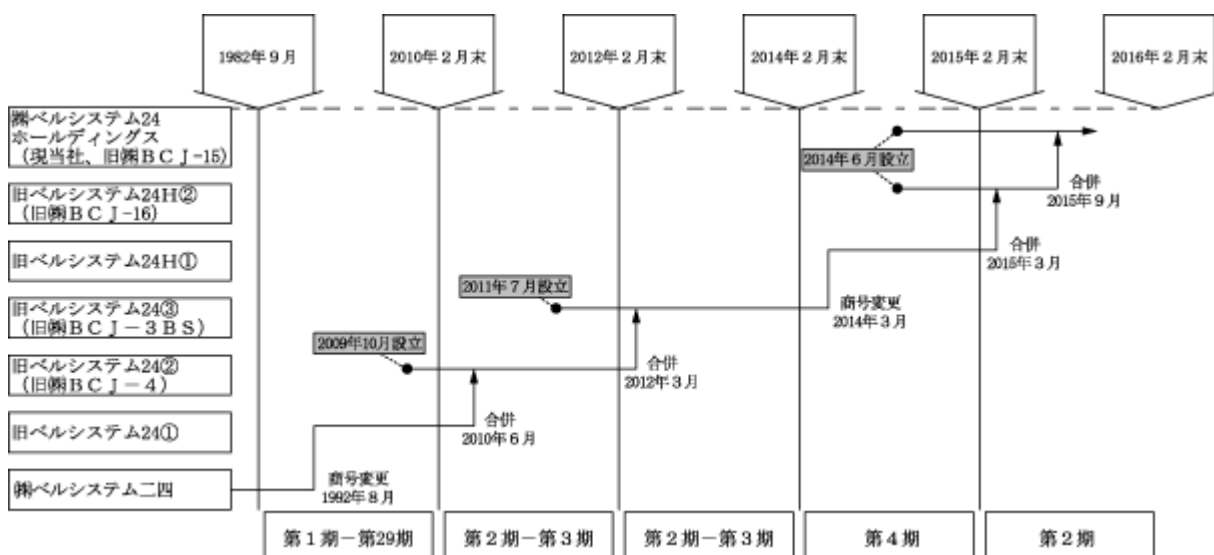 1982年９月
2010年２月末
2012年２月末
2014年２月末
2015年２月末
2016年２月末
㈱ベルシステム24
ホールディングス
（現当社、旧㈱ＢＣＪ-15）
2014年６月設立
合併
2015年９月
旧ベルシステム24H②
（旧㈱ＢＣＪ-16）
合併
2015年３月
旧ベルシステム24H①
2011年７月設立
商号変更
2014年３月
旧ベルシステム24③
（旧㈱ＢＣＪ－３ＢＳ）
2009年10月設立
合併
2012年３月
旧ベルシステム24②
（旧㈱ＢＣＪ－４）
合併
2010年６月
旧ベルシステム24①
商号変更
1992年８月
㈱ベルシステム二四
第１期－第29期
第２期－第３期
第２期－第３期
第４期
第２期